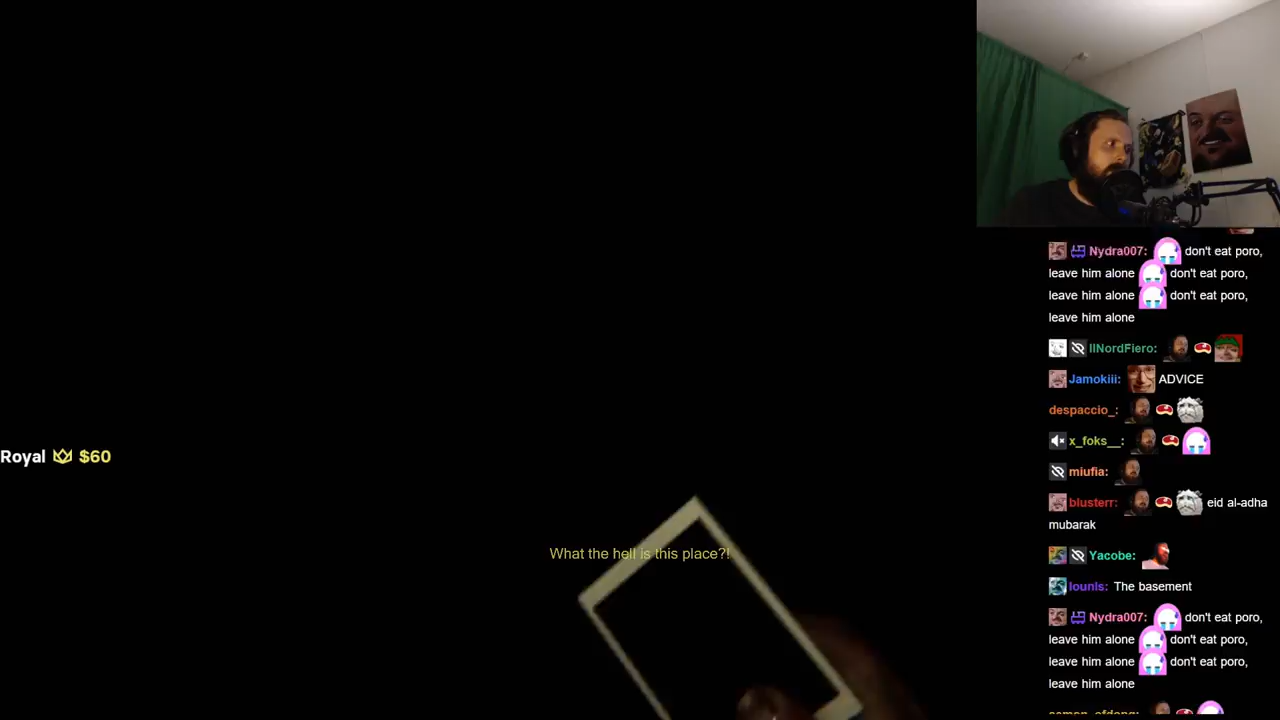 Nydra007: don't eat poro,
leave him alone don't eat poro,
leave him alone don't eat poro,
leave him alone
IlNordFiero:
Jamokiii: ADVICE
despaccio_:
Royal $60
x_foks__:
miufia:
blusterr: eid al-adha
mubarak
What the hell is this place?!
Yacobe:
lounls: The basement
Nydra007: don't eat poro,
leave him alone don't eat poro,
leave him alone don't eat poro,
leave him alone